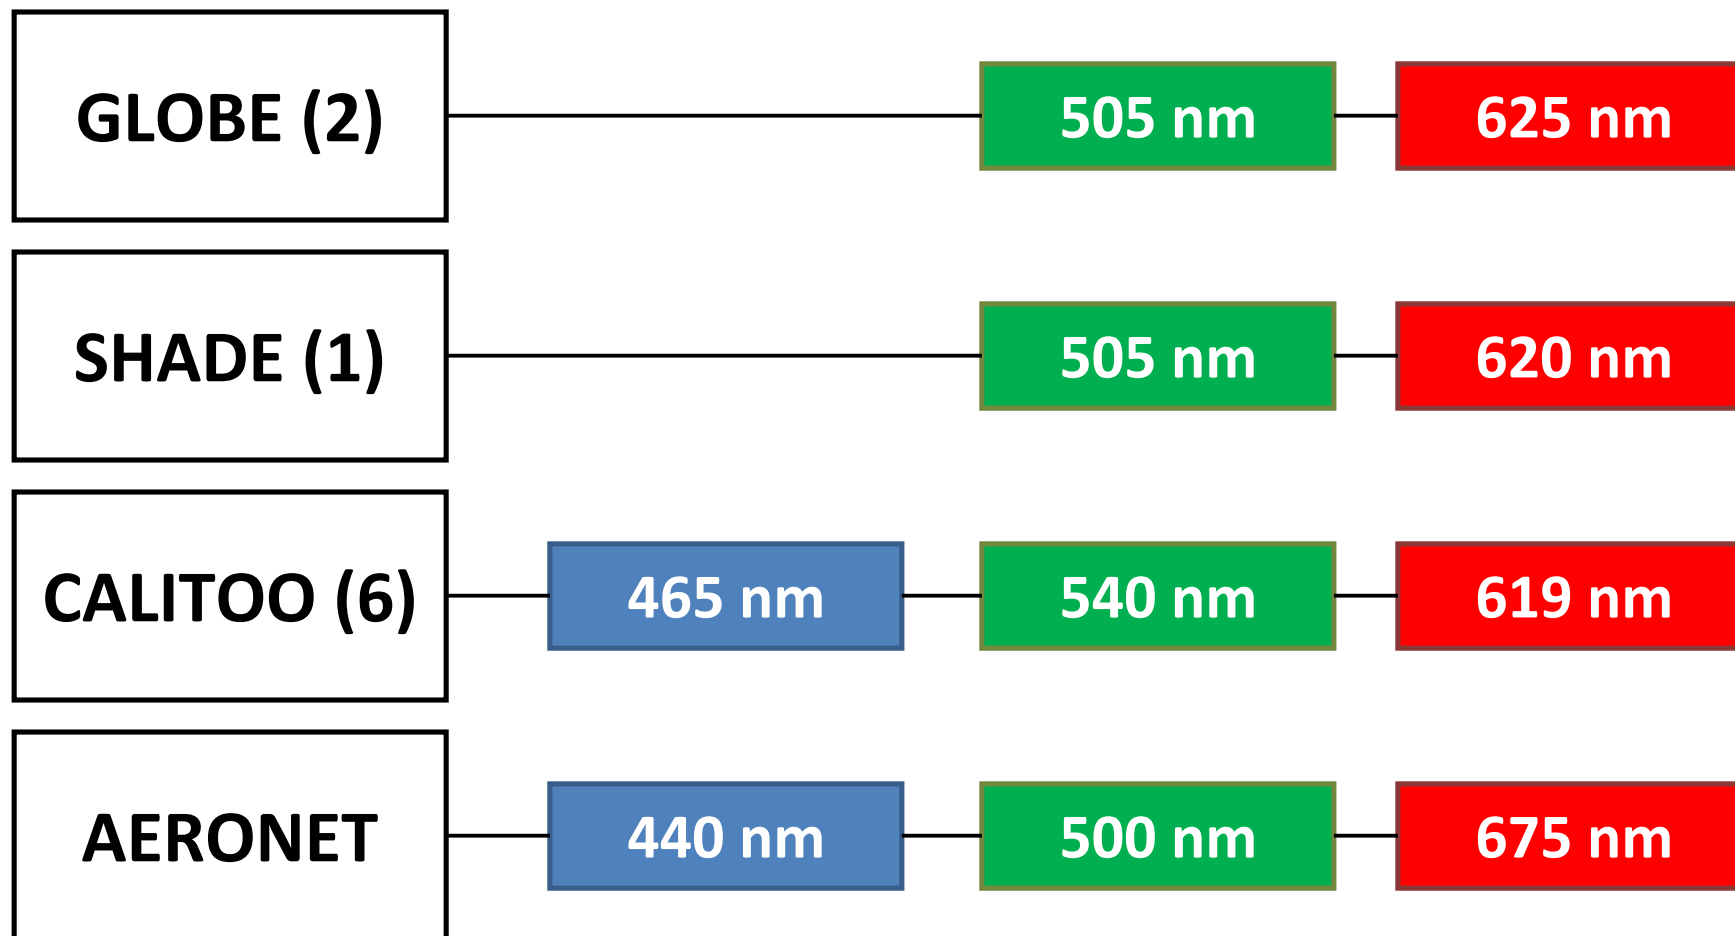 GLOBE (2) 505 nm 625 nm
SHADE (1) 505 nm 620 nm
CALITOO (6) 465 nm 540 nm 619 nm
AERONET 440 nm 500 nm 675 nm